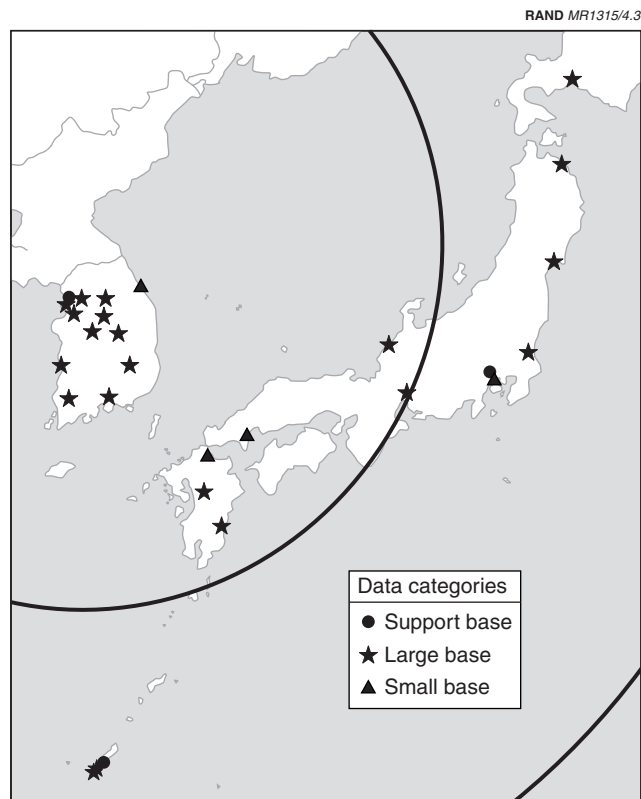 RAND MR1315/4.3
Data categories
Support base
Large base
Small base